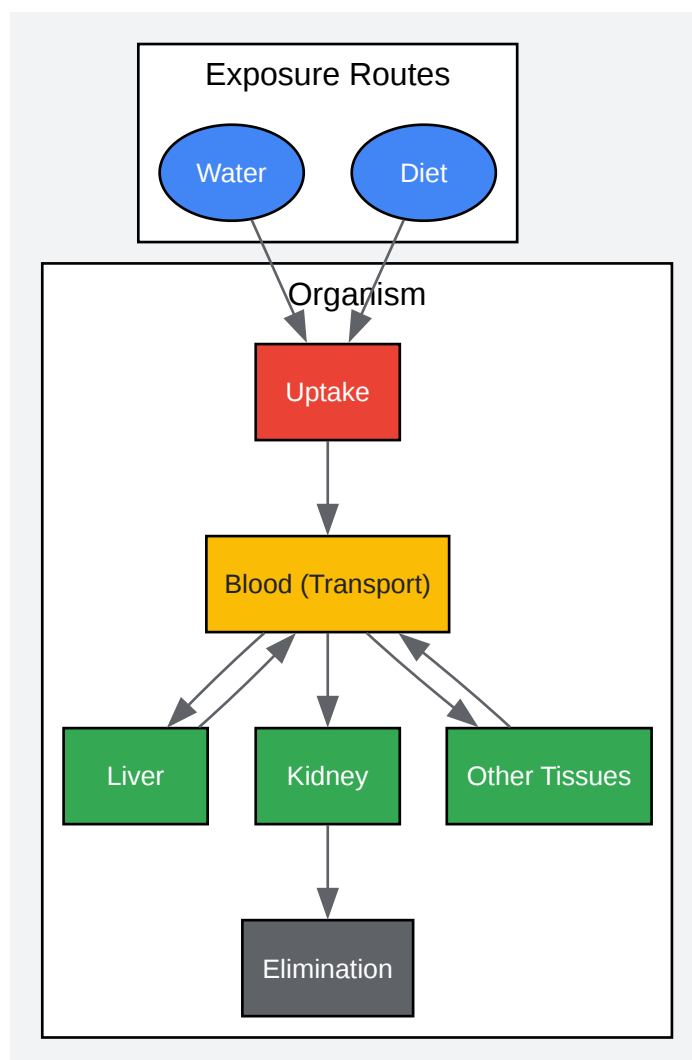 Exposure Routes
Water
Diet
Organism
Uptake
Blood (Transport)
Liver
Kidney
Other Tissues
Elimination